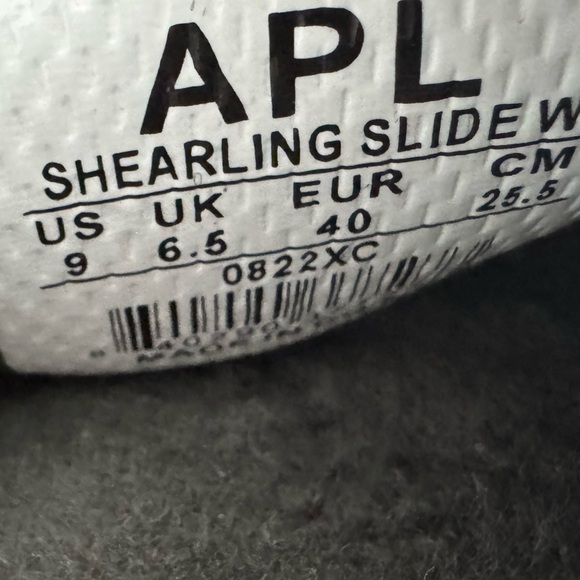 APL
SHEARLING SLIDE W
US UK EUR CM
9 6.5 40 25.5
0822XC